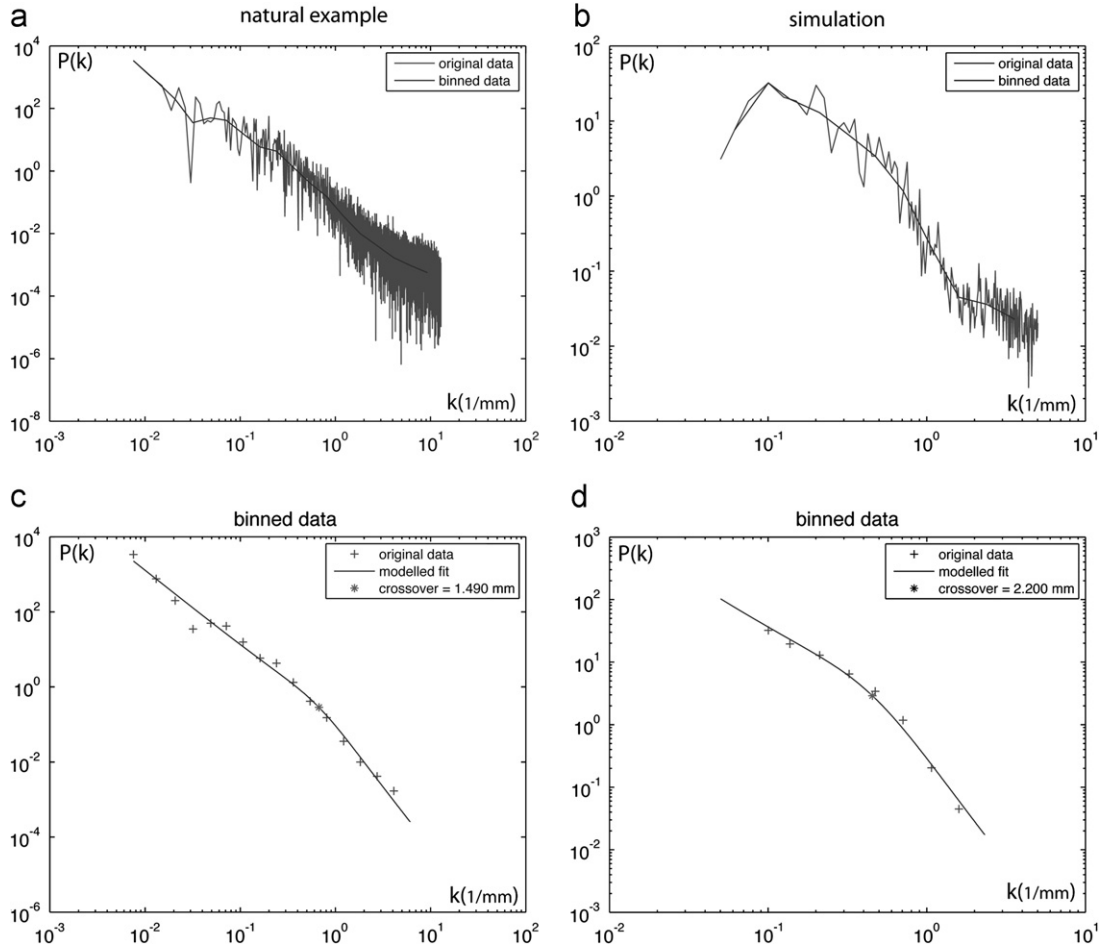 a
natural example
P(k)
original data
binned data
10^4
10^2
10^0
10^-2
10^-4
10^-6
10^-8
k(1/mm)
10^-3
10^-2
10^-1
10^0
10^1
10^2
b
simulation
P(k)
original data
binned data
10^2
10^1
10^0
10^-1
10^-2
10^-3
k(1/mm)
10^-2
10^-1
10^0
10^1
c
binned data
P(k)
original data
modelled fit
crossover = 1.490 mm
10^4
10^2
10^0
10^-2
10^-4
10^-6
k(1/mm)
10^-3
10^-2
10^-1
10^0
10^1
10^2
d
binned data
P(k)
original data
modelled fit
crossover = 2.200 mm
10^3
10^2
10^1
10^0
10^-1
10^-2
10^-3
k(1/mm)
10^-2
10^-1
10^0
10^1